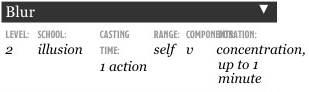 Blur ▼
LEVEL: SCHOOL: CASTING TIME: RANGE: COMPONENTS: DURATION:
2 illusion 1 action self v concentration, up to 1 minute